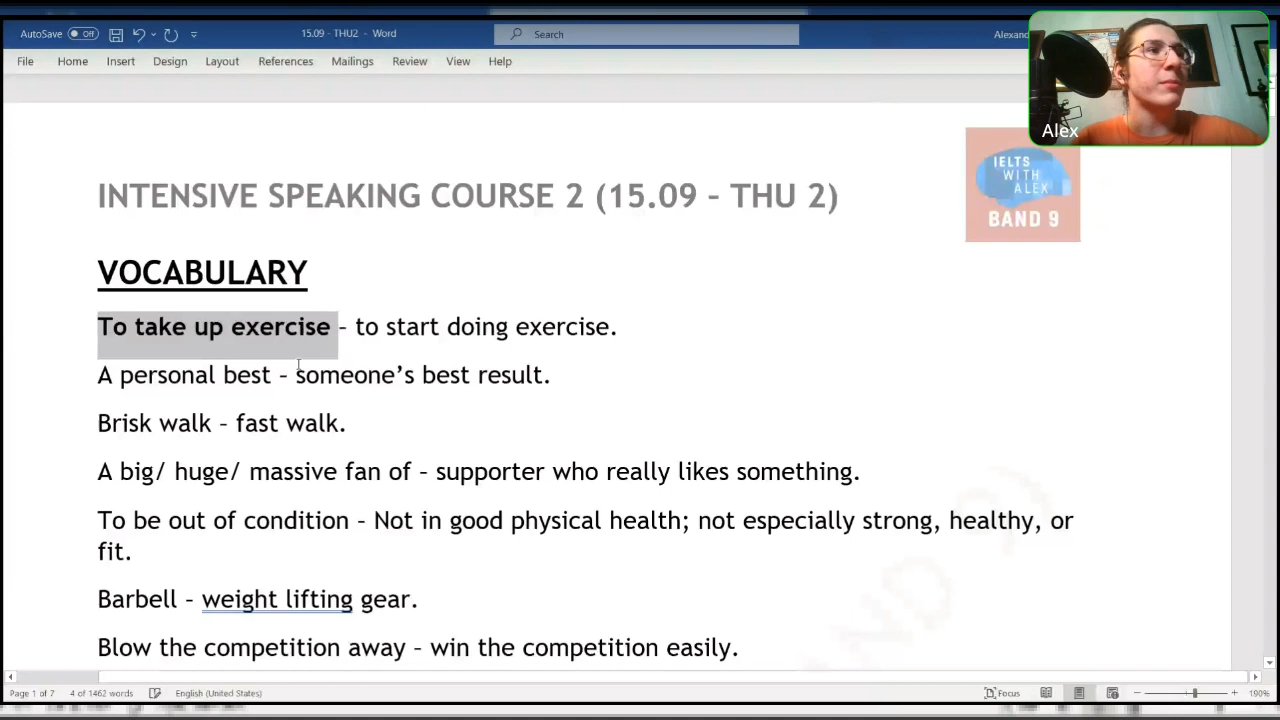 AutoSave Off 15.09 - THU2 - Word Search Alexand
File Home Insert Design Layout References Mailings Review View Help
Alex
IELTS
WITH
ALEX
BAND 9
INTENSIVE SPEAKING COURSE 2 (15.09 – THU 2)
VOCABULARY
To take up exercise – to start doing exercise.
A personal best – someone’s best result.
Brisk walk – fast walk.
A big/ huge/ massive fan of – supporter who really likes something.
To be out of condition – Not in good physical health; not especially strong, healthy, or
fit.
Barbell – weight lifting gear.
Blow the competition away – win the competition easily.
AND 9)
Page 1 of 7 4 of 1462 words English (United States) Focus 190%